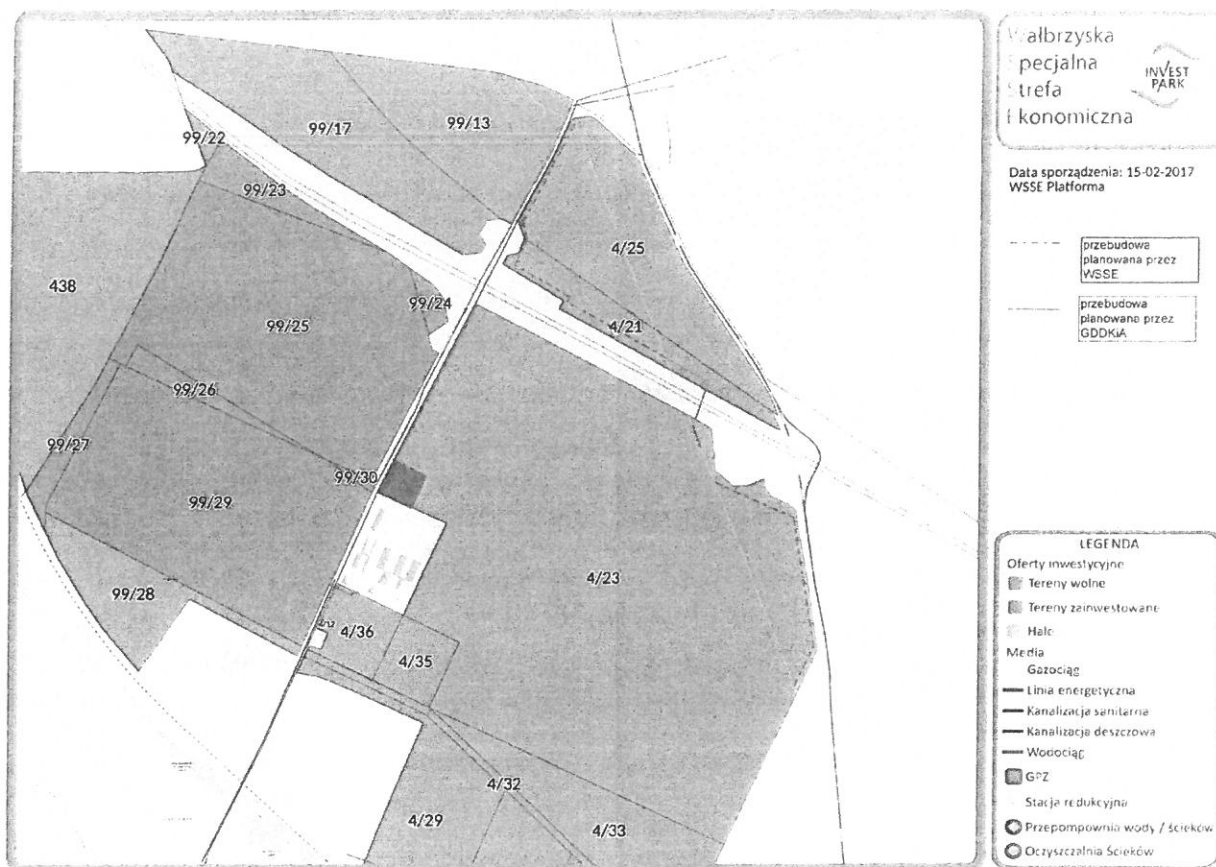 Wałbrzyska
Specjalna
Strefa
Ekonomiczna
INVEST
PARK
Data sporządzenia: 15-02-2017
WSSE Platforma
przebudowa
planowana przez
WSSE
przebudowa
planowana przez
GDDKiA
99/22
99/17
99/13
99/23
4/25
438
99/24
99/25
4/21
99/26
99/27
99/30
99/29
4/23
99/28
4/36
4/35
4/32
4/29
4/33
LEGENDA
Oferty inwestycyjne
Tereny wolne
Tereny zainwestowane
Hale
Media
Gazociąg
Linia energetyczna
Kanalizacja sanitarna
Kanalizacja deszczowa
Wodociąg
GPZ
Stacja redukcyjna
Przepompownia wody / ścieków
Oczyszczalnia Ścieków